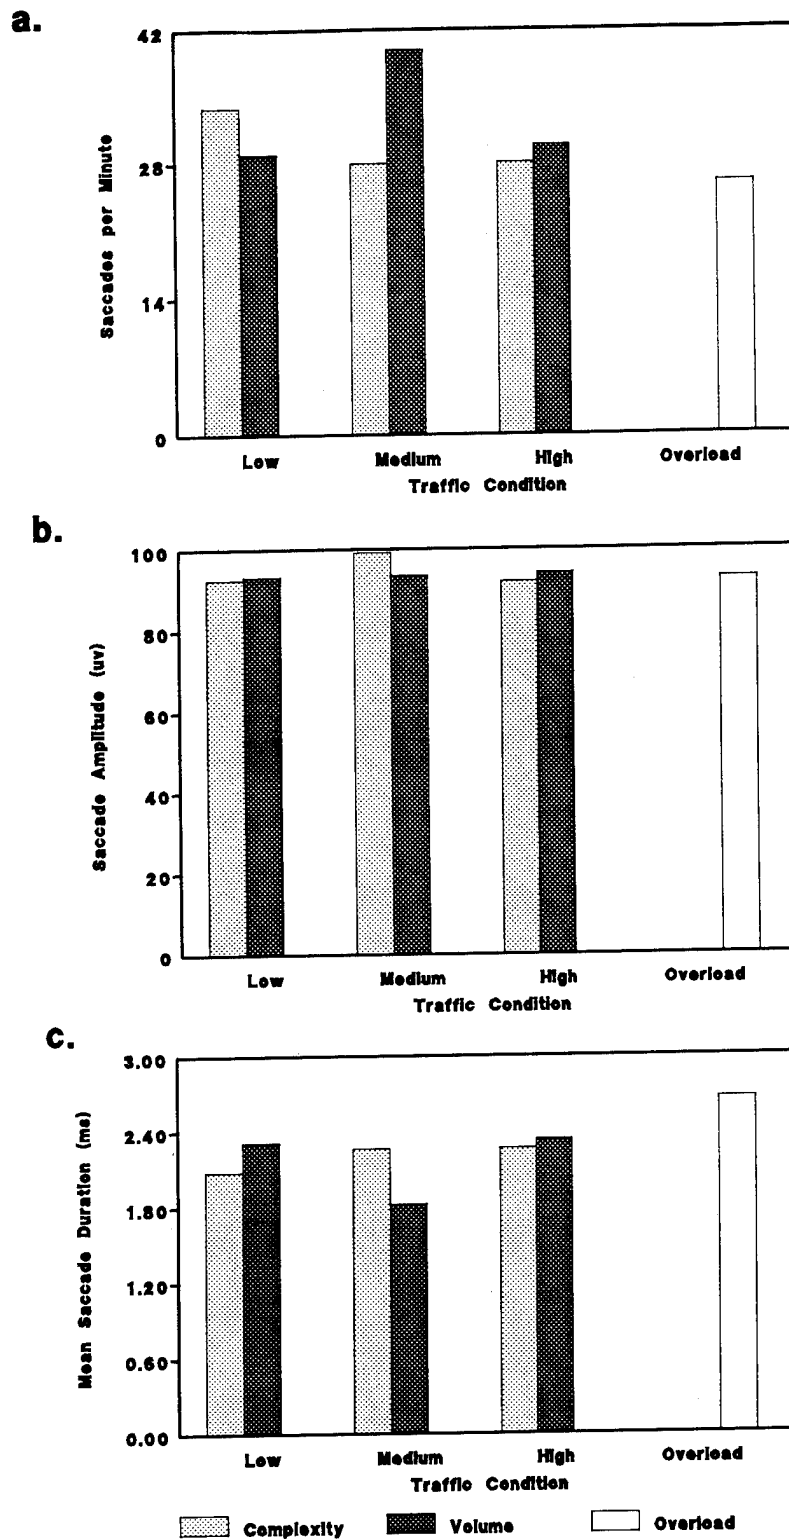 a.
42
28
14
0
Saccades per Minute
Low Medium High Overload
Traffic Condition
b.
100
80
60
40
20
0
Saccade Amplitude (uv)
Low Medium High Overload
Traffic Condition
c.
3.00
2.40
1.80
1.20
0.60
0.00
Mean Saccade Duration (ms)
Low Medium High Overload
Traffic Condition
Complexity Volume Overload